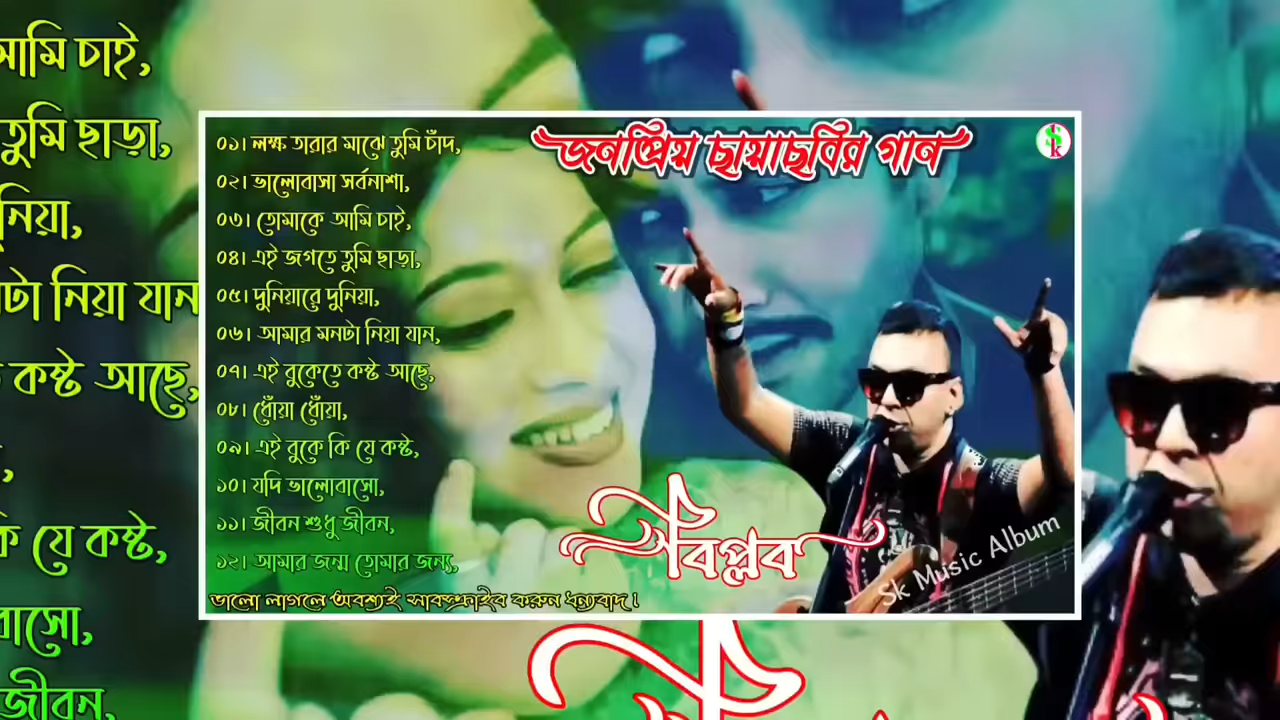 জনপ্রিয় ছায়াছবির গান
Sk
০১। লক্ষ তারার মাঝে তুমি চাঁদ,
০২। ভালোবাসা সর্বনাশা,
০৩। তোমাকে আমি চাই,
০৪। এই জগতে তুমি ছাড়া,
০৫। দুনিয়ারে দুনিয়া,
০৬। আমার মনটা নিয়া যান,
০৭। এই বুকেতে কষ্ট আছে,
০৮। ধোঁয়া ধোঁয়া,
০৯। এই বুকে কি যে কষ্ট,
১০। যদি ভালোবাসো,
১১। জীবন শুধু জীবন,
১২। আমার জন্ম তোমার জন্য,
বিপ্লব
Sk Music Album
ভালো লাগলে অবশ্যই সাবস্ক্রাইব করুন ধন্যবাদ।
আমি চাই,
তুমি ছাড়া,
নিয়া,
টা নিয়া যান
কষ্ট আছে,
কি যে কষ্ট,
বাসো,
জীবন,